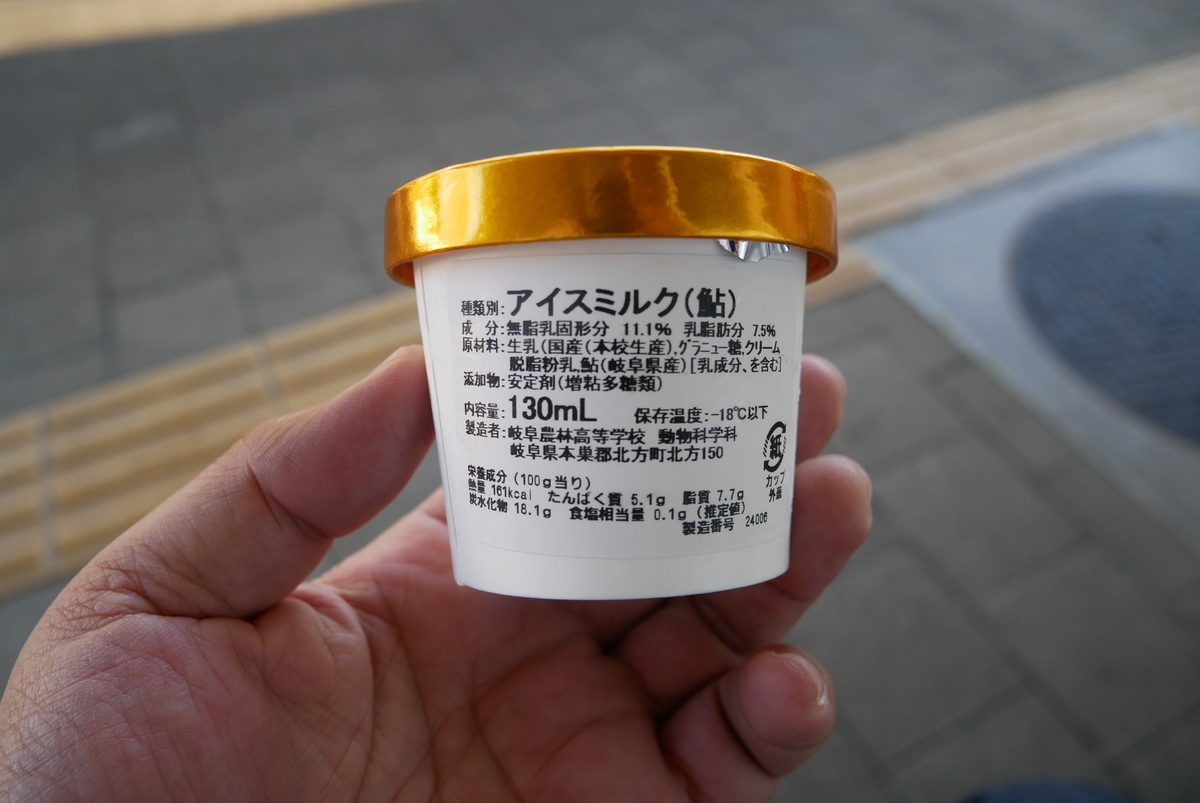 種類別:アイスミルク(鮎)
成 分:無脂乳固形分 11.1% 乳脂肪分 7.5%
原材料:生乳(国産(本校生産),グラニュー糖,クリーム
脱脂粉乳,鮎(岐阜県産)[乳成分、を含む]
添加物:安定剤(増粘多糖類)
内容量:130mL 保存温度:-18℃以下
製造者:岐阜農林高等学校 動物科学科
岐阜県本巣郡北方町北方150
紙
カップ
外面
栄養成分(100g当り)
熱量 161kcal たんぱく質 5.1g 脂質 7.7g
炭水化物 18.1g 食塩相当量 0.1g(推定値)
製造番号 24006